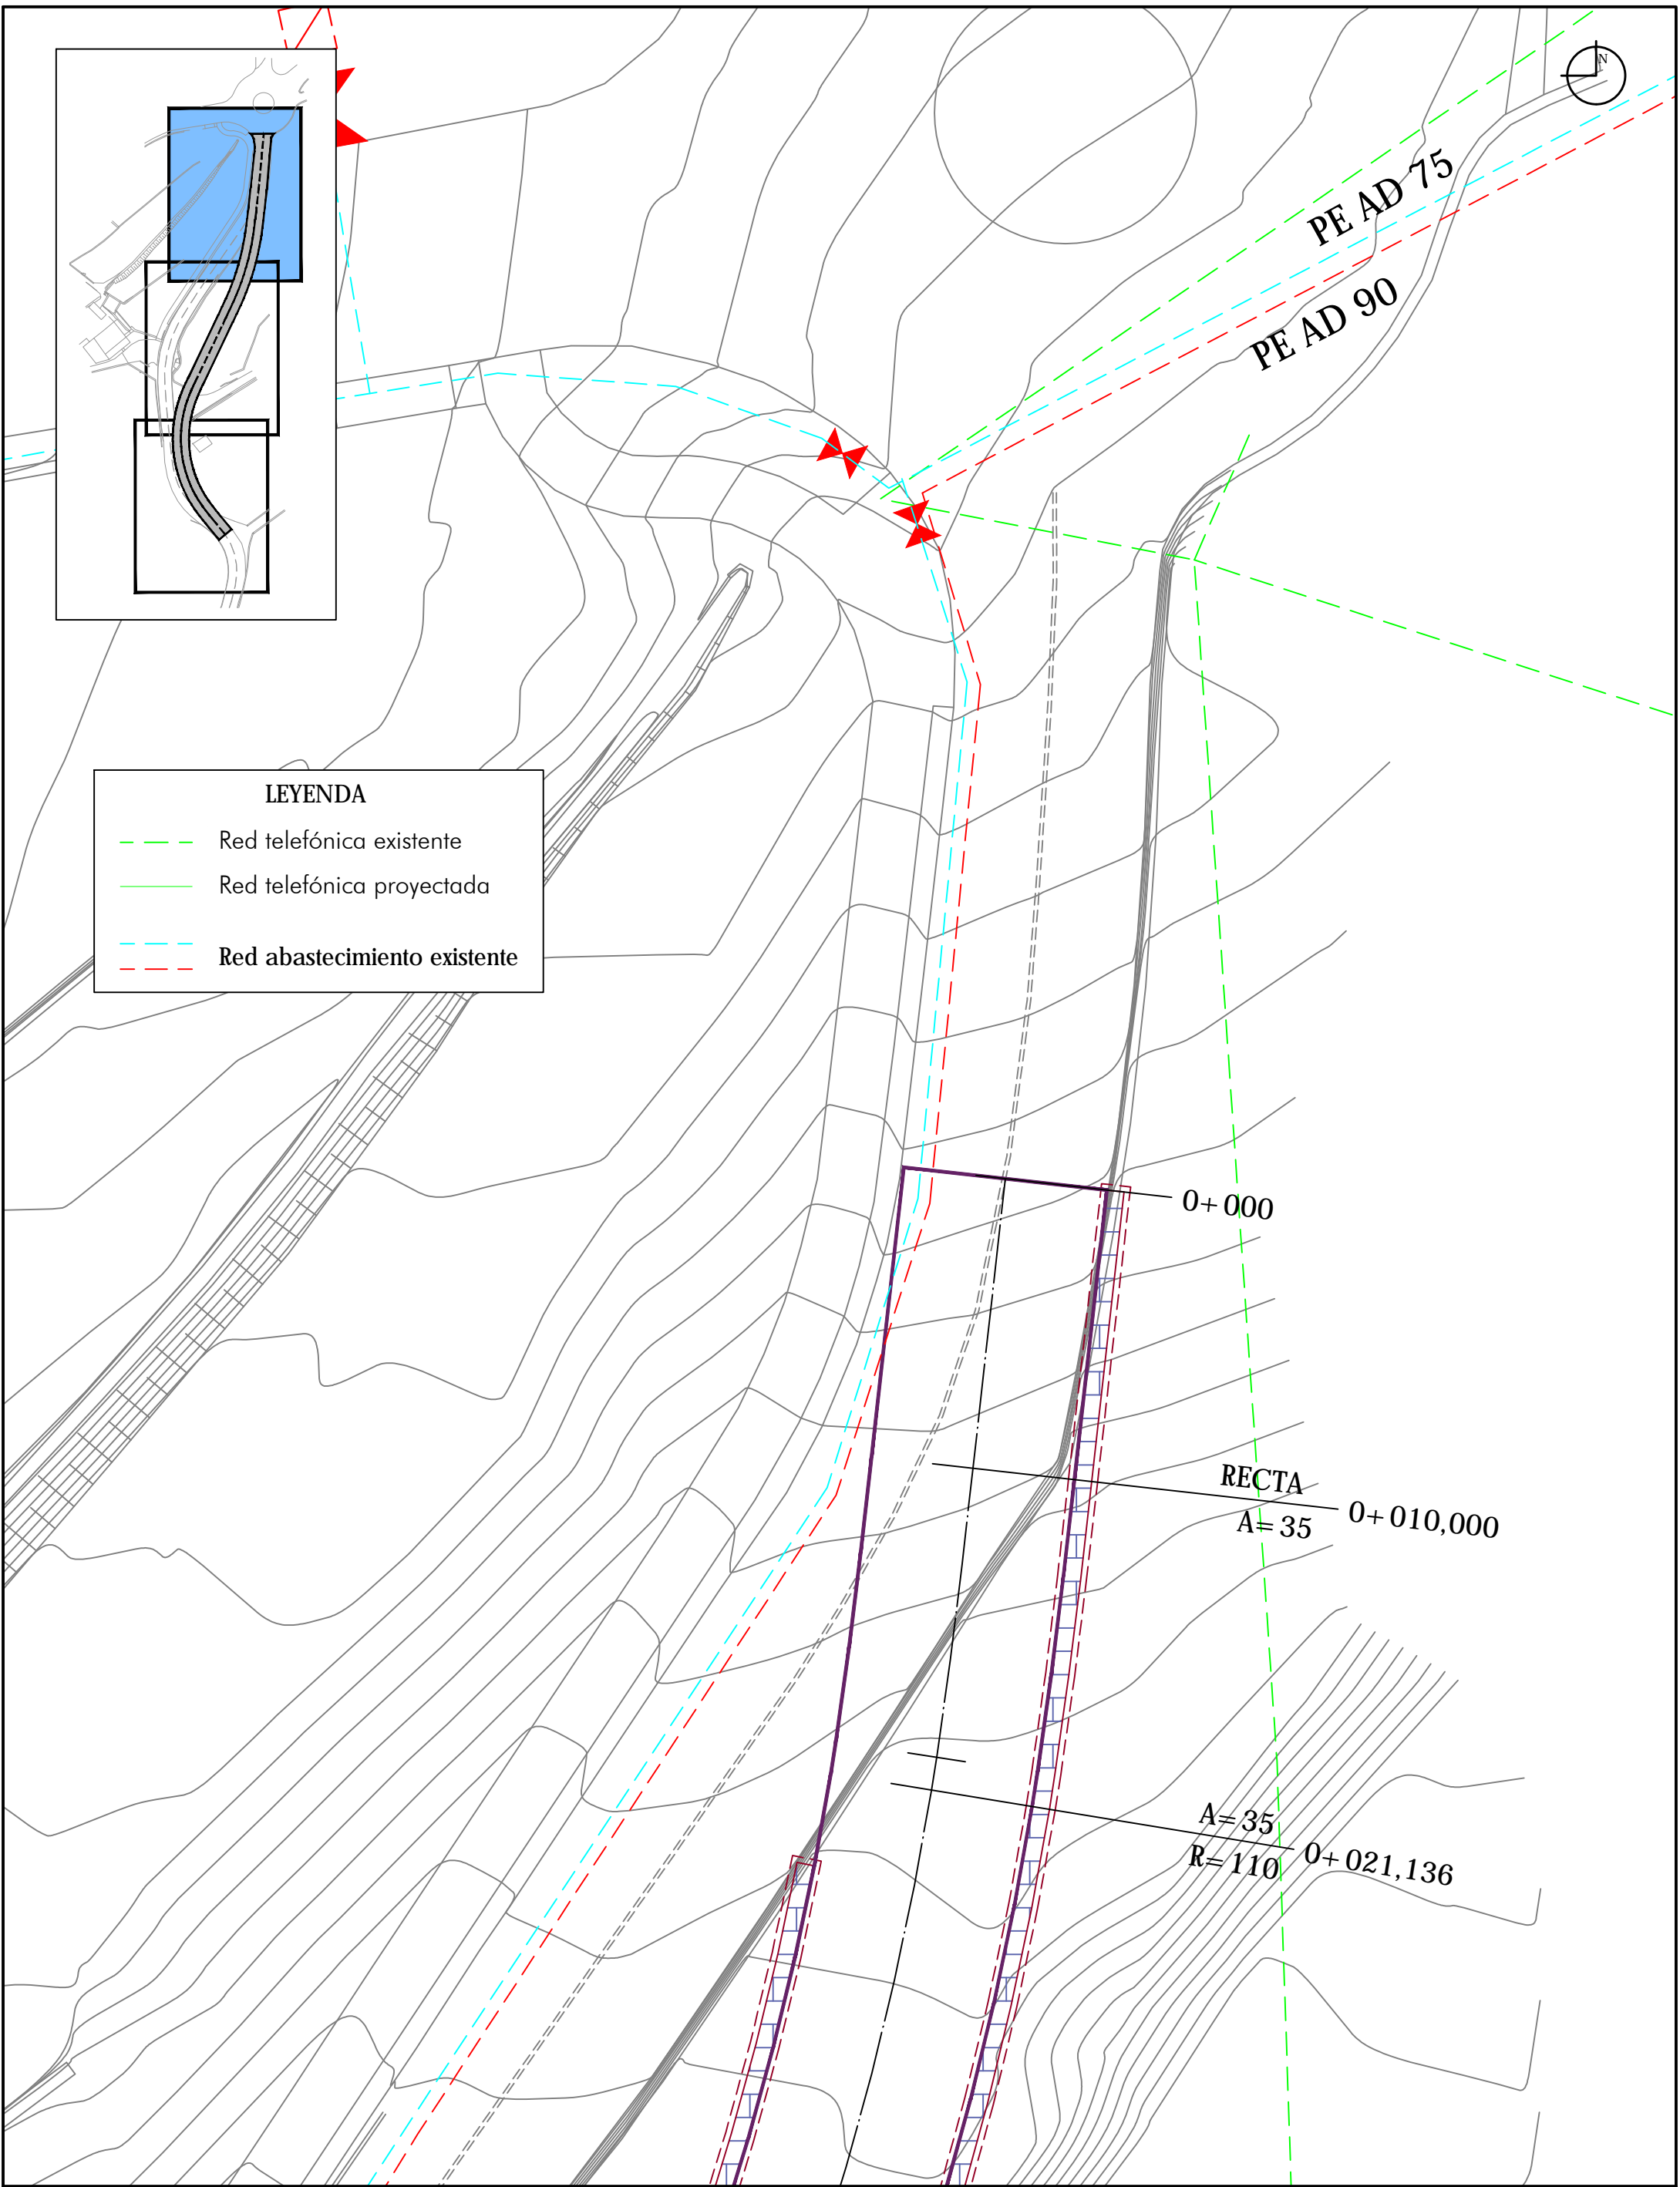 N
PE AD 75
PE AD 90
LEYENDA
Red telefónica existente
Red telefónica proyectada
Red abastecimiento existente
0+000
RECTA
A=35
0+010,000
A=35
R=110
0+021,136